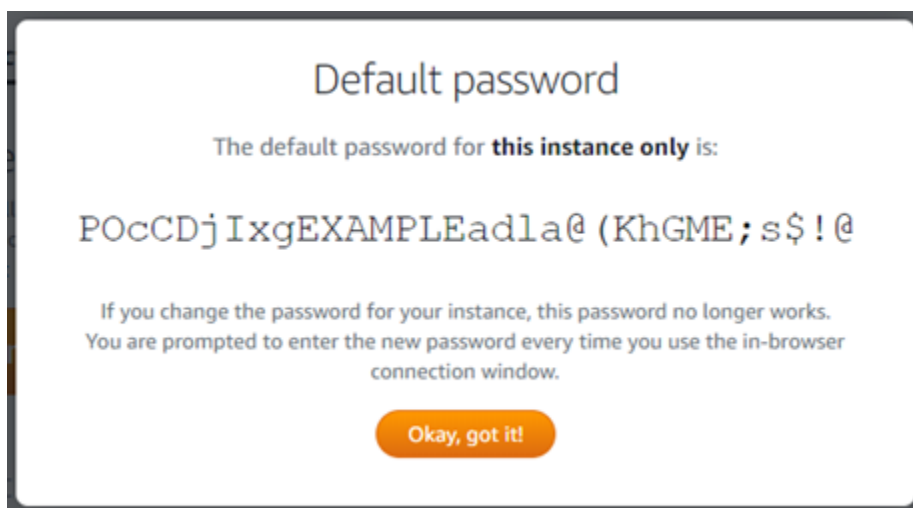 Default password
The default password for this instance only is:
POcCDjIxgEXAMPLEadla@(KhGME;s$!@
If you change the password for your instance, this password no longer works.
You are prompted to enter the new password every time you use the in-browser
connection window.
Okay, got it!